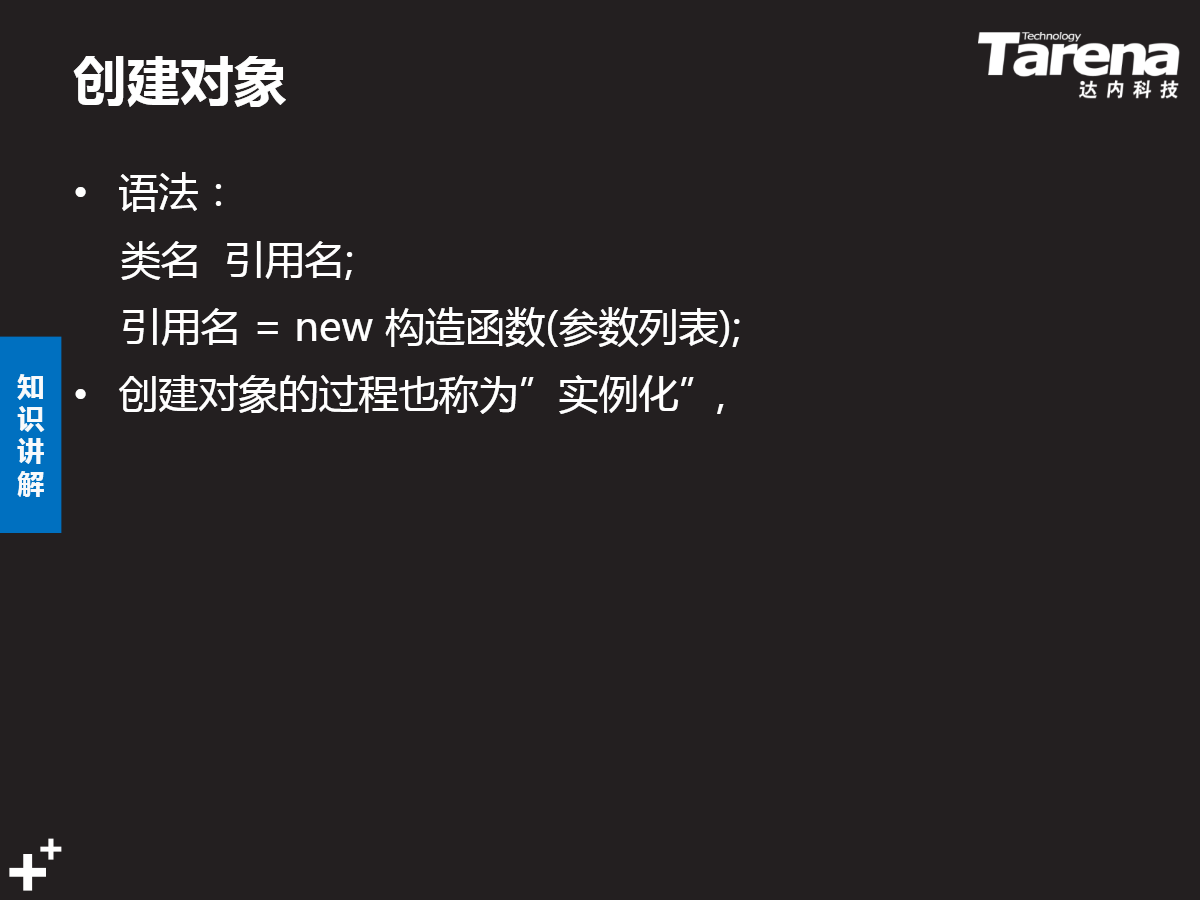 创建对象
Technology
Tarena
达内科技
• 语法：
类名 引用名;
引用名 = new 构造函数(参数列表);
• 创建对象的过程也称为”实例化”,
知
识
讲
解